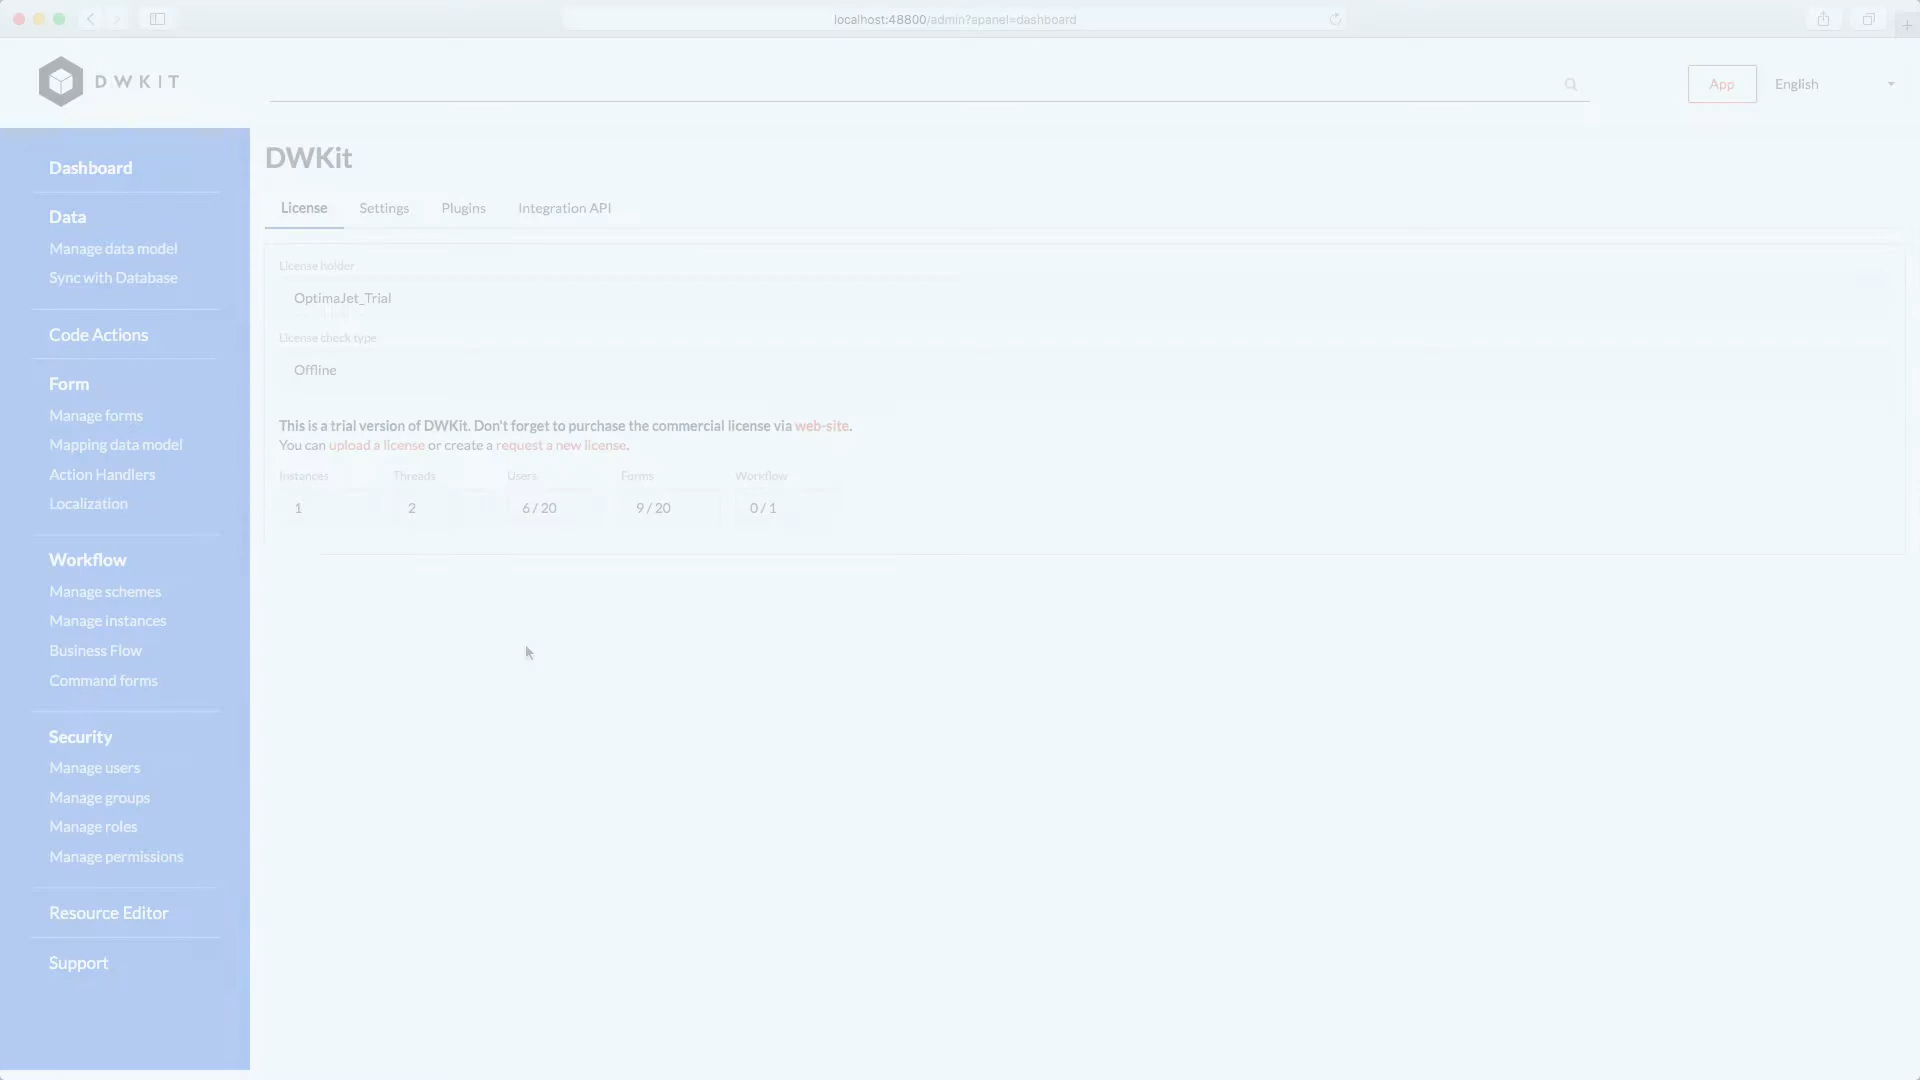 localhost:48800/admin?apanel=dashboard
DWKIT
App
English
Dashboard
Data
Manage data model
Sync with Database
Code Actions
Form
Manage forms
Mapping data model
Action Handlers
Localization
Workflow
Manage schemes
Manage instances
Business Flow
Command forms
Security
Manage users
Manage groups
Manage roles
Manage permissions
Resource Editor
Support
DWKit
License Settings Plugins Integration API
License holder
OptimaJet_Trial
License check type
Offline
This is a trial version of DWKit. Don't forget to purchase the commercial license via web-site.
You can upload a license or create a request a new license.
Instances Threads Users Forms Workflow
1 2 6 / 20 9 / 20 0 / 1